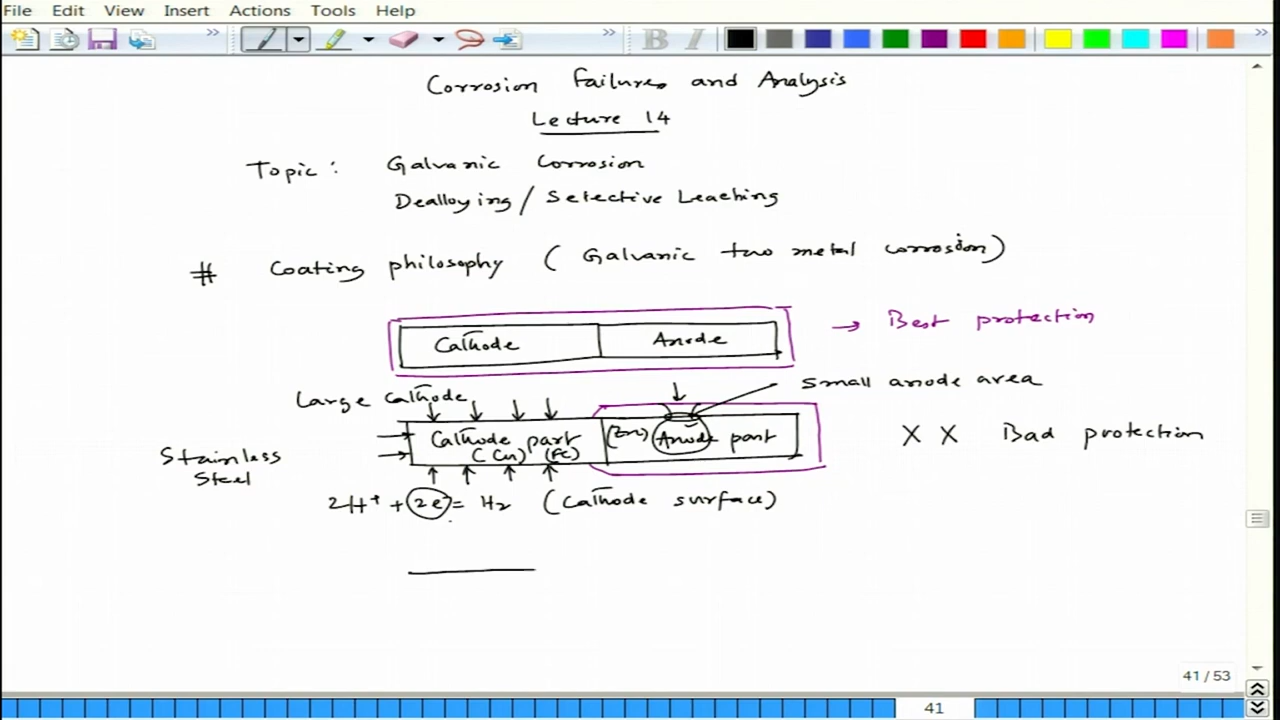 File Edit View Insert Actions Tools Help
Corrosion Failures and Analysis
Lecture 14
Topic : Galvanic Corrosion
Dealloying / Selective Leaching
# Coating philosophy ( Galvanic two metal corrosion )
Cathode Anode → Best protection
Large cathode small anode area
Cathode part (Zn) Anode part X X Bad protection
(Cu) (Fe)
Stainless Steel
2H+ + 2e- = H2 (Cathode surface)
41 / 53
41